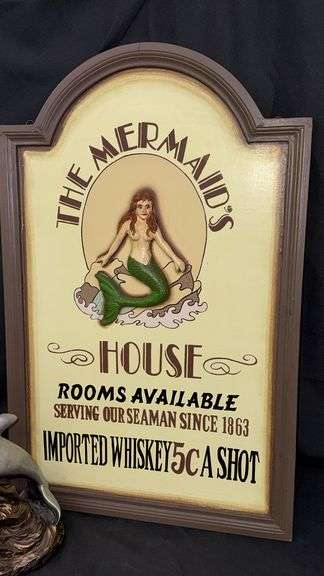 THE MERMAID'S
HOUSE
ROOMS AVAILABLE
SERVING OUR SEAMAN SINCE 1863
IMPORTED WHISKEY 5C A SHOT